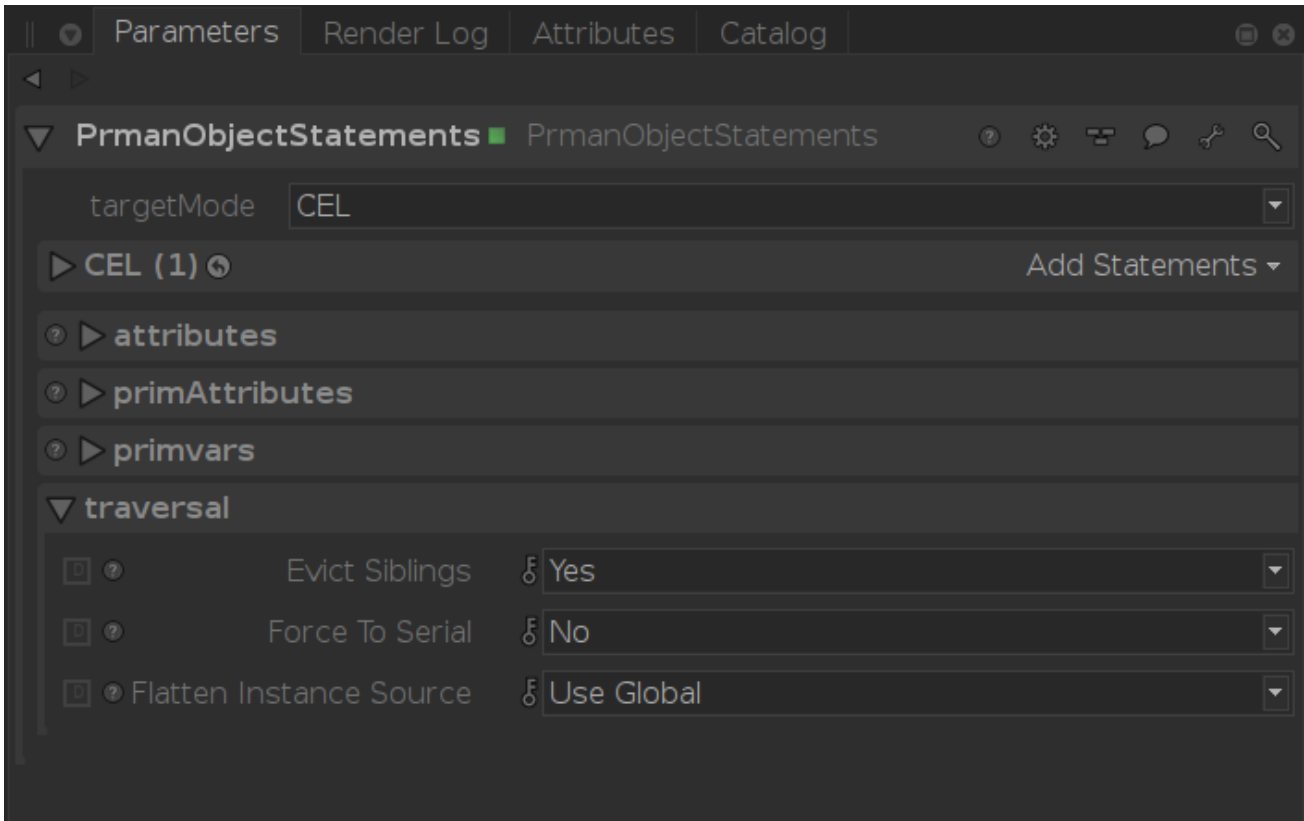 Parameters Render Log Attributes Catalog
PrmanObjectStatements PrmanObjectStatements
targetMode CEL
CEL (1) Add Statements
attributes
primAttributes
primvars
traversal
D ? Evict Siblings Yes
D ? Force To Serial No
D ? Flatten Instance Source Use Global